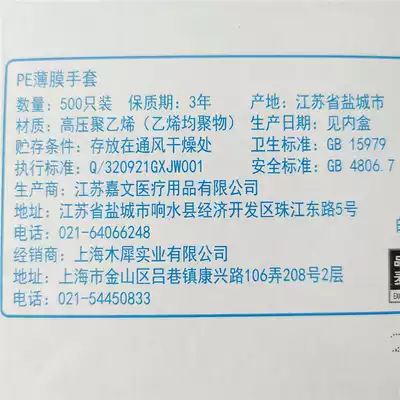 PE薄膜手套
数量：500只装 保质期：3年 产地：江苏省盐城市
材质：高压聚乙烯（乙烯均聚物） 生产日期：见内盒
贮存条件：存放在通风干燥处 卫生标准：GB 15979
执行标准：Q/320921GXJW001 安全标准：GB 4806.7
生产商：江苏嘉文医疗用品有限公司
地址：江苏省盐城市响水县经济开发区珠江东路5号
电话：021-64066248
经销商：上海木犀实业有限公司
地址：上海市金山区吕巷镇康兴路106弄208号2层
电话：021-54450833